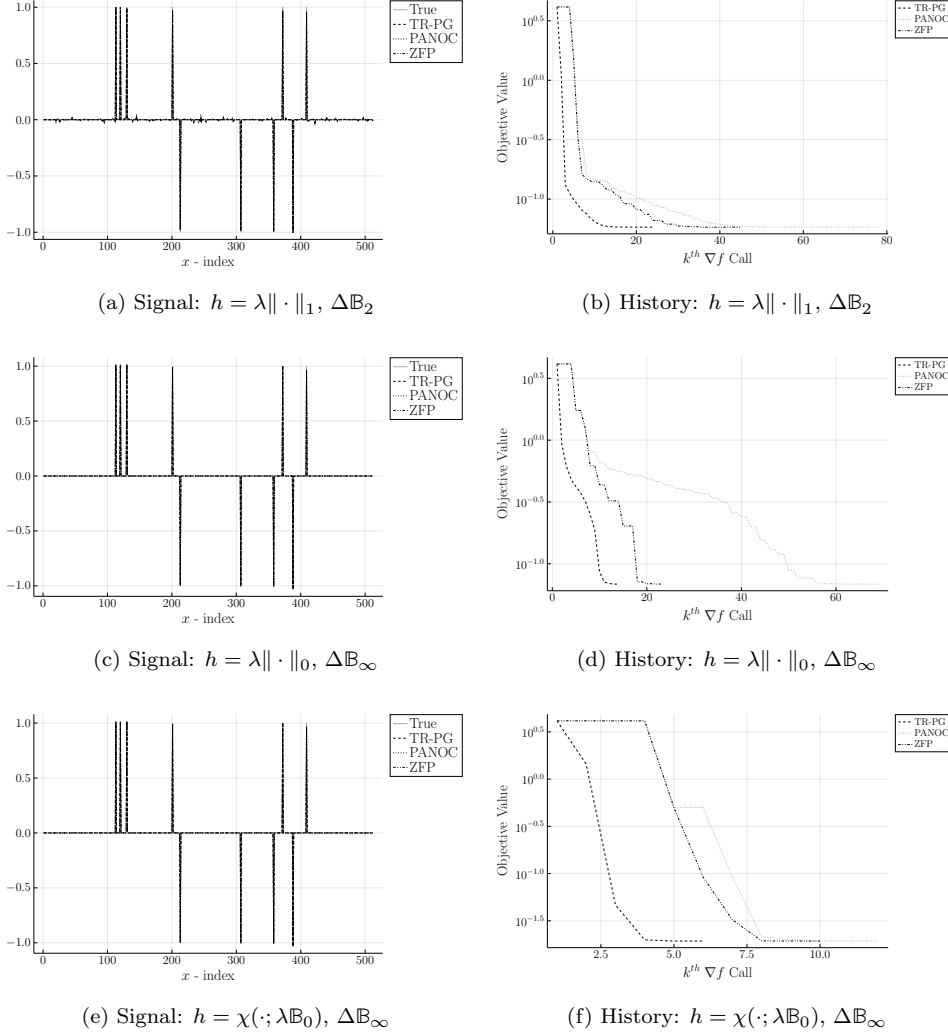 1.0
0.5
0.0
−0.5
−1.0
0
100
200
300
400
500
x - index
True
TR-PG
PANOC
ZFP
(a) Signal: h = λ‖ · ‖₁, Δ𝔹₂
Objective Value
10^0.5
10^0.0
10^−0.5
10^−1.0
0
20
40
60
80
k^th ∇f Call
TR-PG
PANOC
ZFP
(b) History: h = λ‖ · ‖₁, Δ𝔹₂
1.0
0.5
0.0
−0.5
−1.0
0
100
200
300
400
500
x - index
True
TR-PG
PANOC
ZFP
(c) Signal: h = λ‖ · ‖₀, Δ𝔹∞
Objective Value
10^0.5
10^0.0
10^−0.5
10^−1.0
0
20
40
60
k^th ∇f Call
TR-PG
PANOC
ZFP
(d) History: h = λ‖ · ‖₀, Δ𝔹∞
1.0
0.5
0.0
−0.5
−1.0
0
100
200
300
400
500
x - index
True
TR-PG
PANOC
ZFP
(e) Signal: h = χ(·; λ𝔹₀), Δ𝔹∞
Objective Value
10^0.5
10^0.0
10^−0.5
10^−1.0
10^−1.5
2.5
5.0
7.5
10.0
k^th ∇f Call
TR-PG
PANOC
ZFP
(f) History: h = χ(·; λ𝔹₀), Δ𝔹∞